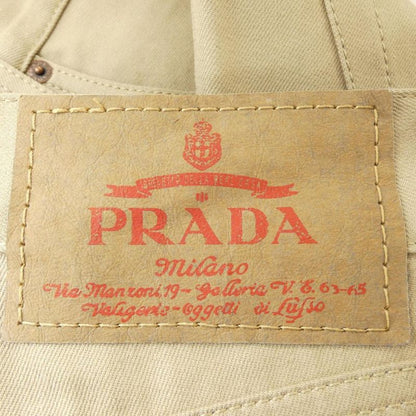 PRADA
Milano
Via Manzoni, 19 - Galleria V. E. 63-65
Valigerie - Oggetti di Lusso